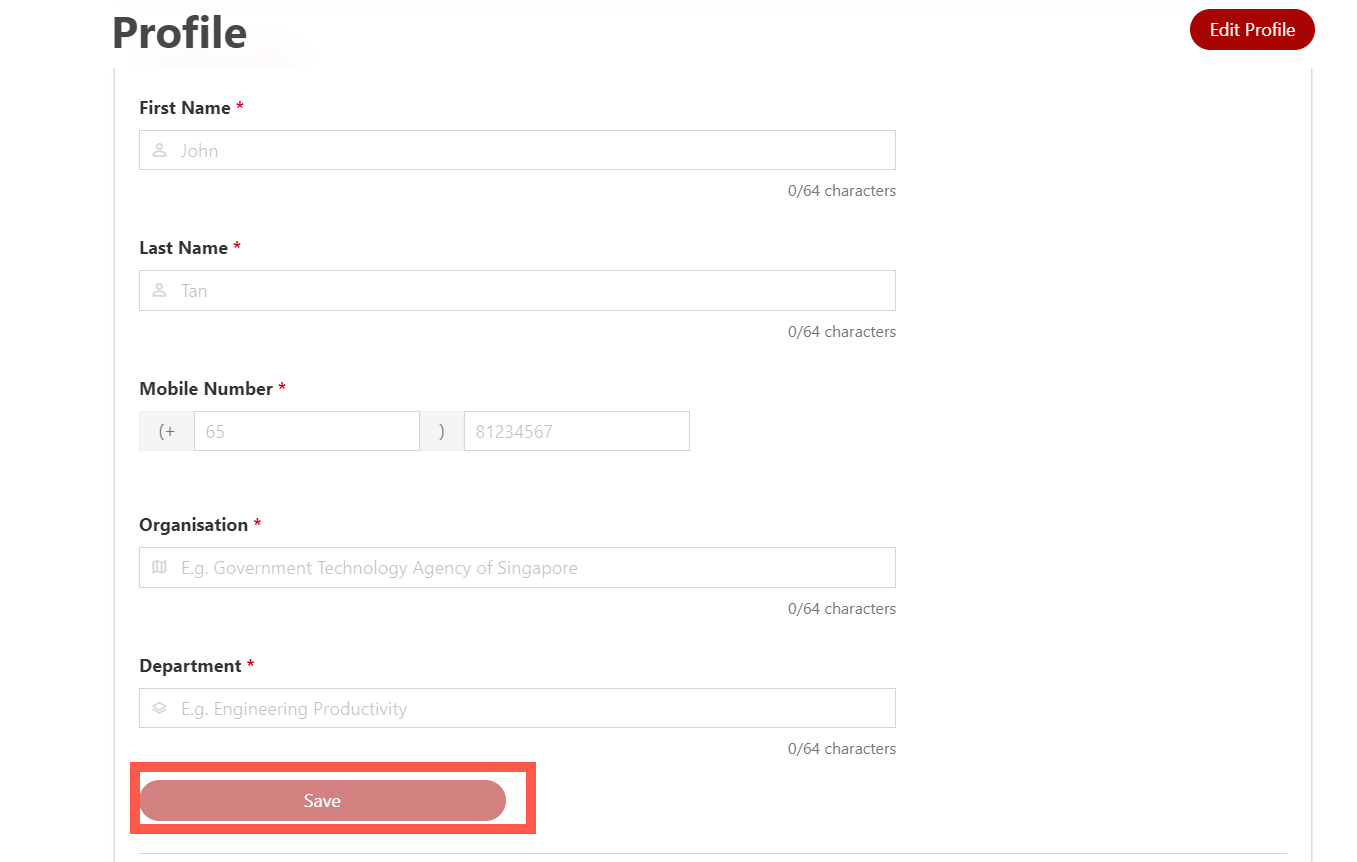 Profile
Edit Profile
First Name *
John
0/64 characters
Last Name *
Tan
0/64 characters
Mobile Number *
(+ 65 ) 81234567
Organisation *
E.g. Government Technology Agency of Singapore
0/64 characters
Department *
E.g. Engineering Productivity
0/64 characters
Save